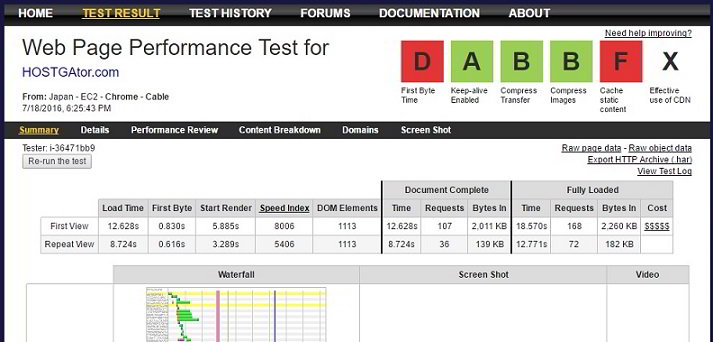 HOME TEST RESULT TEST HISTORY FORUMS DOCUMENTATION ABOUT
Need help improving?
Web Page Performance Test for
HOSTGAtor.com
From: Japan - EC2 - Chrome - Cable
7/18/2016, 6:25:43 PM
D A B B F X
First Byte Time Keep-alive Enabled Compress Transfer Compress Images Cache static content Effective use of CDN
Summary Details Performance Review Content Breakdown Domains Screen Shot
Tester: i-36471bb9
Re-run the test
Raw page data - Raw object data
Export HTTP Archive (.har)
View Test Log
Document Complete Fully Loaded
Load Time First Byte Start Render Speed Index DOM Elements Time Requests Bytes In Time Requests Bytes In Cost
First View 12.628s 0.830s 5.885s 8006 1113 12.628s 107 2,011 KB 18.570s 168 2,260 KB $$$$$
Repeat View 8.724s 0.616s 3.289s 5406 1113 8.724s 36 139 KB 12.771s 72 182 KB
Waterfall Screen Shot Video